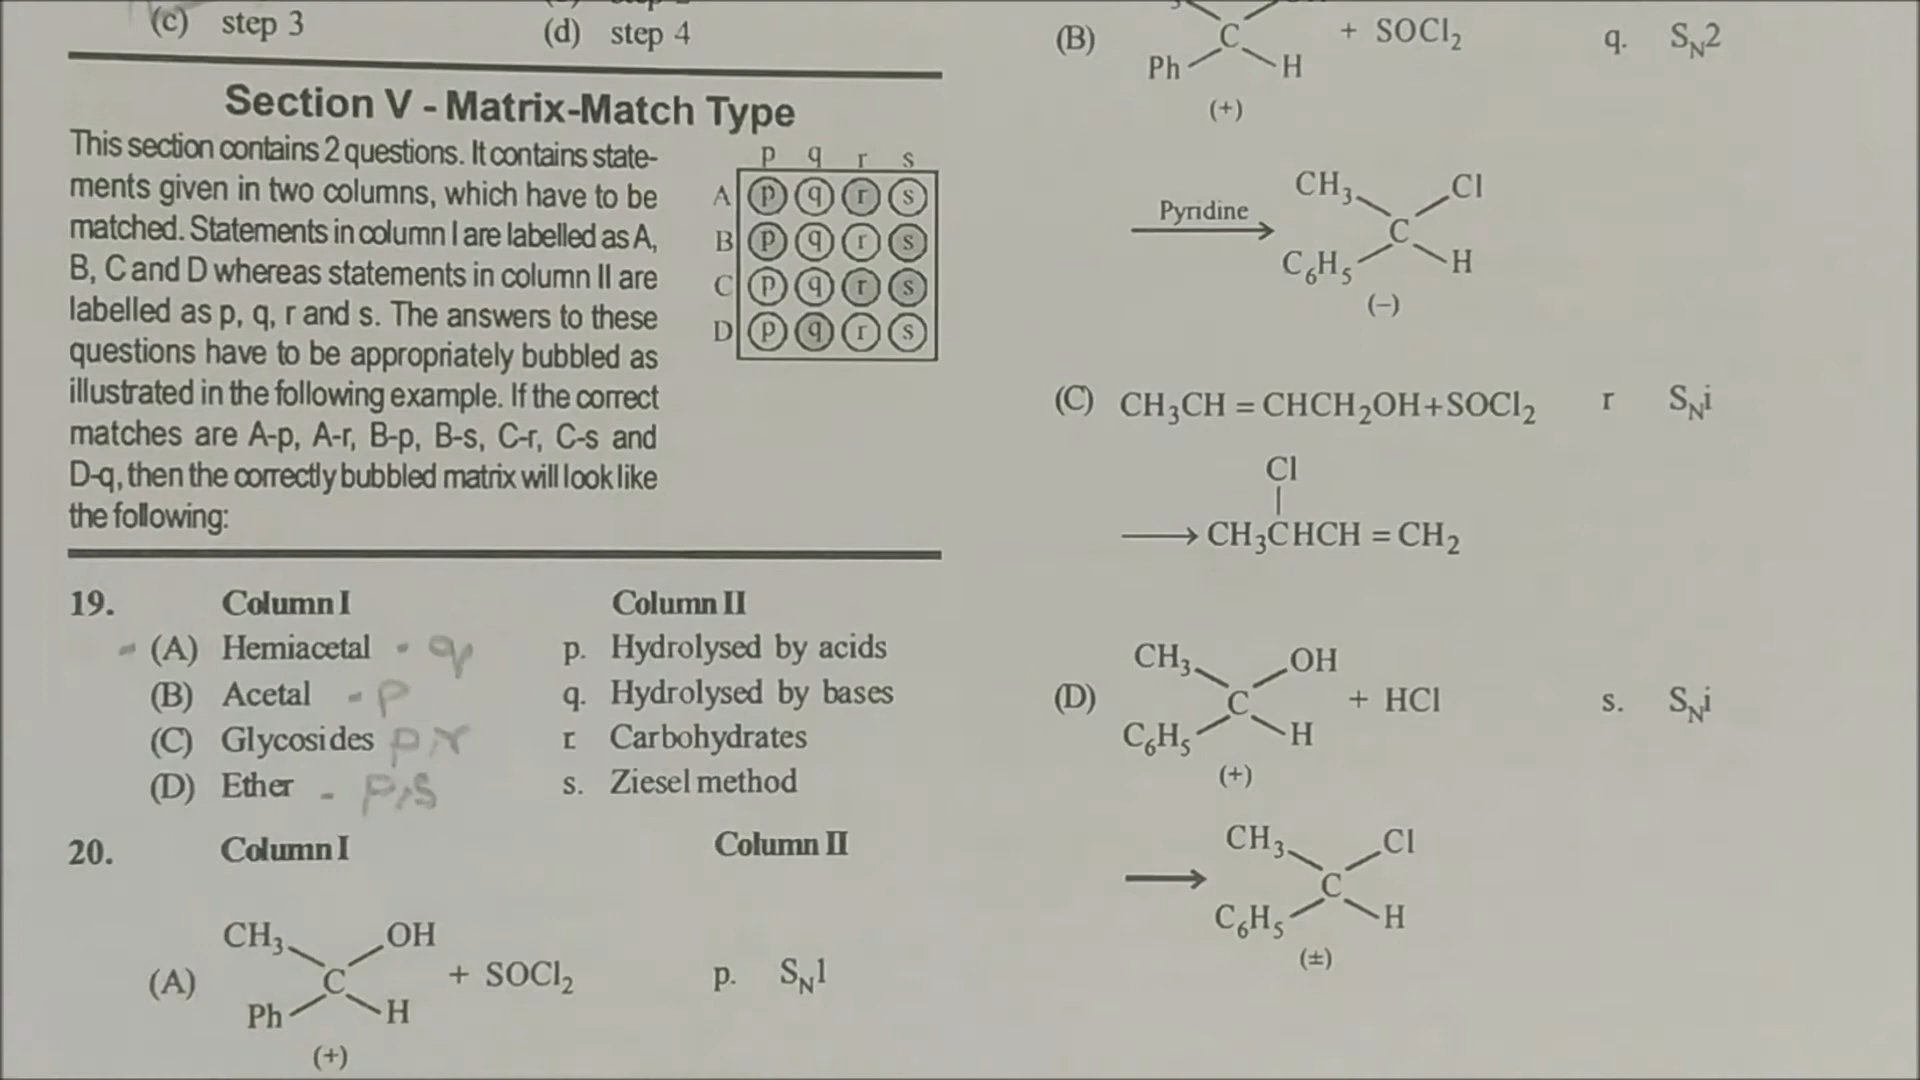 (c) step 3 (d) step 4
Section V - Matrix-Match Type
This section contains 2 questions. It contains state-
ments given in two columns, which have to be
matched. Statements in column I are labelled as A,
B, C and D whereas statements in column II are
labelled as p, q, r and s. The answers to these
questions have to be appropriately bubbled as
illustrated in the following example. If the correct
matches are A-p, A-r, B-p, B-s, C-r, C-s and
D-q, then the correctly bubbled matrix will look like
the following:
p q r s
A p q r s
B p q r s
C p q r s
D p q r s
19. Column I Column II
(A) Hemiacetal - q p. Hydrolysed by acids
(B) Acetal - P q. Hydrolysed by bases
(C) Glycosides P,r r Carbohydrates
(D) Ether - P,S s. Ziesel method
20. Column I Column II
CH3 OH
(A) C + SOCl2 p. SN1
Ph H
(+)
(B) C + SOCl2 q. SN2
Ph H
(+)
CH3 Cl
Pyridine C
C6H5 H
(–)
(C) CH3CH = CHCH2OH+SOCl2 r SNi
Cl
CH3CHCH = CH2
CH3 OH
(D) C + HCl s. SNi
C6H5 H
(+)
CH3 Cl
C
C6H5 H
(±)